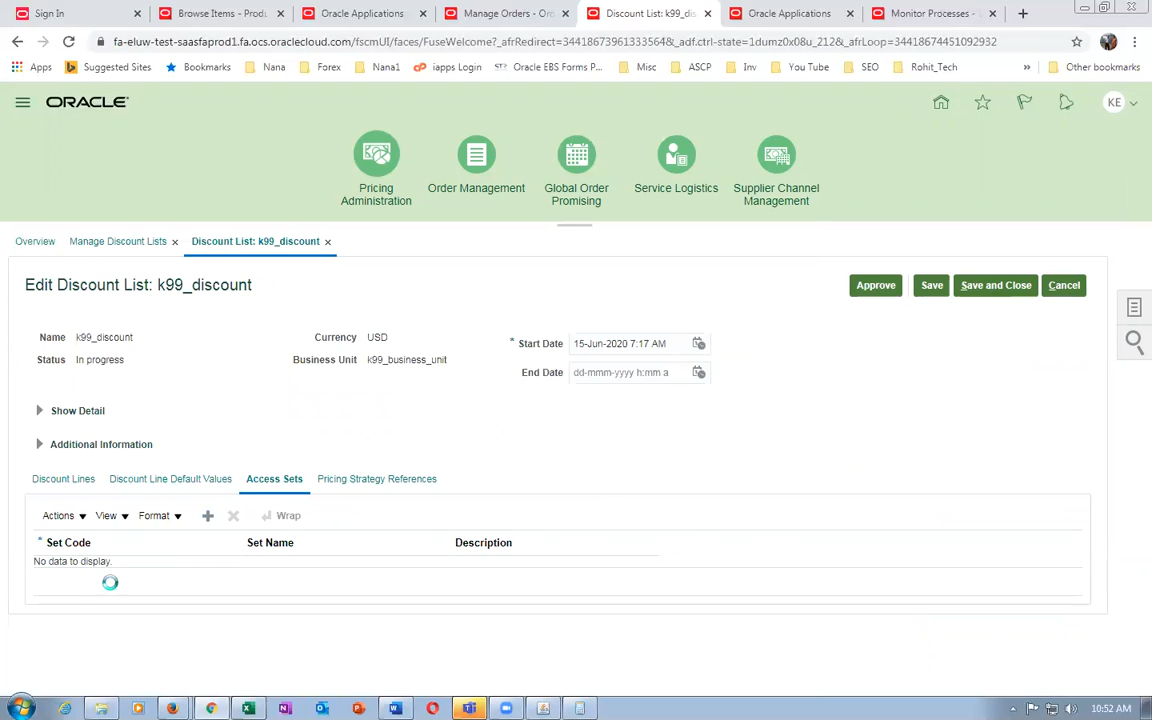 Sign In
Browse Items - Produ
Oracle Applications
Manage Orders - Ord
Discount List: k99_dis
Oracle Applications
Monitor Processes -
fa-eluw-test-saasfaprod1.fa.ocs.oraclecloud.com/fscmUI/faces/FuseWelcome?_afrRedirect=344186739613335648&_adf.ctrl-state=1dumz0x08u_212&_afrLoop=34418674451092932
Apps
Suggested Sites
Bookmarks
Nana
Forex
Nana1
iapps Login
Oracle EBS Forms P...
Misc
ASCP
Inv
You Tube
SEO
Rohit_Tech
»
Other bookmarks
ORACLE
KE
Pricing
Administration
Order Management
Global Order
Promising
Service Logistics
Supplier Channel
Management
Overview
Manage Discount Lists
Discount List: k99_discount
Edit Discount List: k99_discount
Approve
Save
Save and Close
Cancel
Name k99_discount
Currency USD
* Start Date 15-Jun-2020 7:17 AM
Status In progress
Business Unit k99_business_unit
End Date dd-mmm-yyyy h:mm a
Show Detail
Additional Information
Discount Lines
Discount Line Default Values
Access Sets
Pricing Strategy References
Actions
View
Format
Wrap
* Set Code
Set Name
Description
No data to display.
10:52 AM